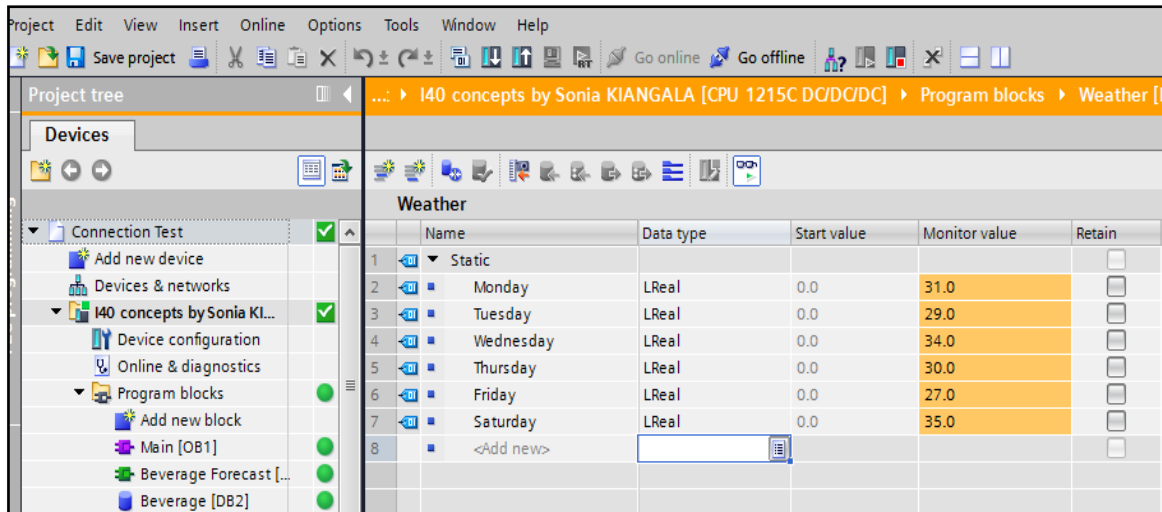 Project Edit View Insert Online Options Tools Window Help
Save project Go online Go offline
Project tree
...: I40 concepts by Sonia KIANGALA [CPU 1215C DC/DC/DC] Program blocks Weather [
Devices
Weather
Name Data type Start value Monitor value Retain
Connection Test
Add new device
Devices & networks
I40 concepts by Sonia KI...
Device configuration
Online & diagnostics
Program blocks
Add new block
Main [OB1]
Beverage Forecast [...
Beverage [DB2]
1 Static
2 Monday LReal 0.0 31.0
3 Tuesday LReal 0.0 29.0
4 Wednesday LReal 0.0 34.0
5 Thursday LReal 0.0 30.0
6 Friday LReal 0.0 27.0
7 Saturday LReal 0.0 35.0
8 <Add new>